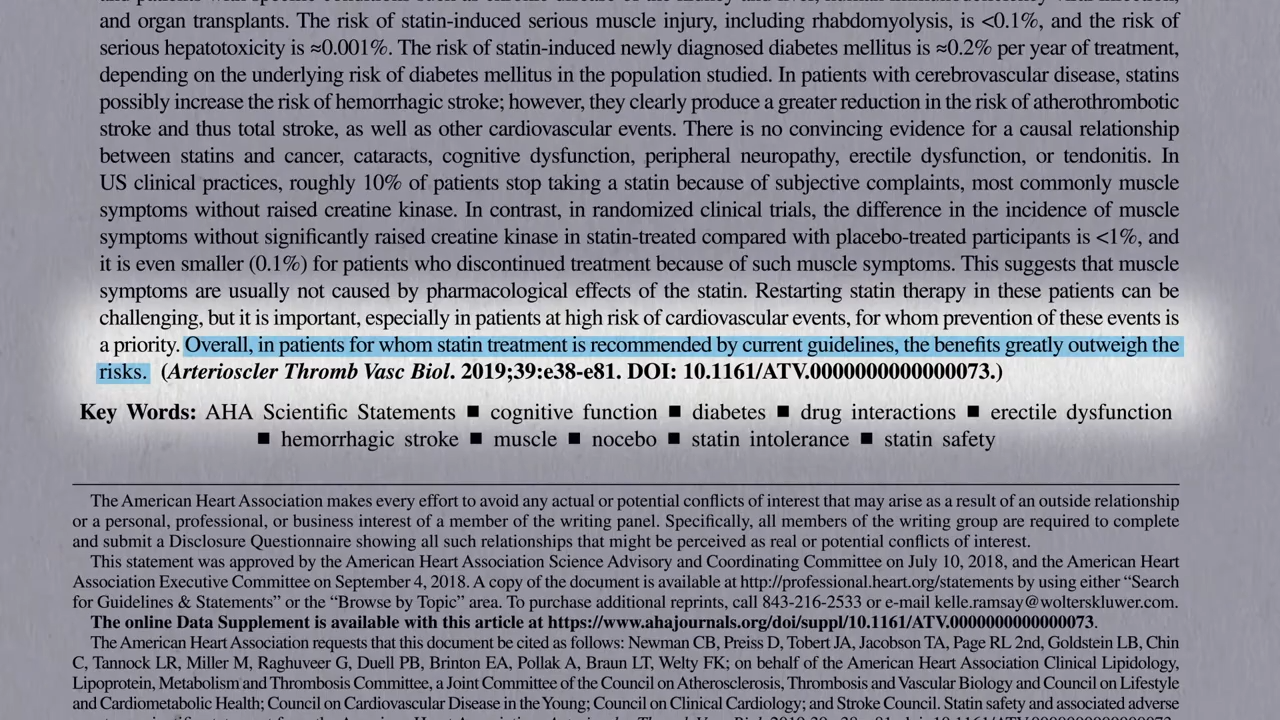 and organ transplants. The risk of statin-induced serious muscle injury, including rhabdomyolysis, is <0.1%, and the risk of
serious hepatotoxicity is ≈0.001%. The risk of statin-induced newly diagnosed diabetes mellitus is ≈0.2% per year of treatment,
depending on the underlying risk of diabetes mellitus in the population studied. In patients with cerebrovascular disease, statins
possibly increase the risk of hemorrhagic stroke; however, they clearly produce a greater reduction in the risk of atherothrombotic
stroke and thus total stroke, as well as other cardiovascular events. There is no convincing evidence for a causal relationship
between statins and cancer, cataracts, cognitive dysfunction, peripheral neuropathy, erectile dysfunction, or tendonitis. In
US clinical practices, roughly 10% of patients stop taking a statin because of subjective complaints, most commonly muscle
symptoms without raised creatine kinase. In contrast, in randomized clinical trials, the difference in the incidence of muscle
symptoms without significantly raised creatine kinase in statin-treated compared with placebo-treated participants is <1%, and
it is even smaller (0.1%) for patients who discontinued treatment because of such muscle symptoms. This suggests that muscle
symptoms are usually not caused by pharmacological effects of the statin. Restarting statin therapy in these patients can be
challenging, but it is important, especially in patients at high risk of cardiovascular events, for whom prevention of these events is
a priority. Overall, in patients for whom statin treatment is recommended by current guidelines, the benefits greatly outweigh the
risks. (Arterioscler Thromb Vasc Biol. 2019;39:e38-e81. DOI: 10.1161/ATV.0000000000000073.)
Key Words: AHA Scientific Statements ■ cognitive function ■ diabetes ■ drug interactions ■ erectile dysfunction
■ hemorrhagic stroke ■ muscle ■ nocebo ■ statin intolerance ■ statin safety
The American Heart Association makes every effort to avoid any actual or potential conflicts of interest that may arise as a result of an outside relationship
or a personal, professional, or business interest of a member of the writing panel. Specifically, all members of the writing group are required to complete
and submit a Disclosure Questionnaire showing all such relationships that might be perceived as real or potential conflicts of interest.
This statement was approved by the American Heart Association Science Advisory and Coordinating Committee on July 10, 2018, and the American Heart
Association Executive Committee on September 4, 2018. A copy of the document is available at http://professional.heart.org/statements by using either “Search
for Guidelines & Statements” or the “Browse by Topic” area. To purchase additional reprints, call 843-216-2533 or e-mail kelle.ramsay@wolterskluwer.com.
The online Data Supplement is available with this article at https://www.ahajournals.org/doi/suppl/10.1161/ATV.0000000000000073.
The American Heart Association requests that this document be cited as follows: Newman CB, Preiss D, Tobert JA, Jacobson TA, Page RL 2nd, Goldstein LB, Chin
C, Tannock LR, Miller M, Raghuveer G, Duell PB, Brinton EA, Pollak A, Braun LT, Welty FK; on behalf of the American Heart Association Clinical Lipidology,
Lipoprotein, Metabolism and Thrombosis Committee, a Joint Committee of the Council on Atherosclerosis, Thrombosis and Vascular Biology and Council on Lifestyle
and Cardiometabolic Health; Council on Cardiovascular Disease in the Young; Council on Clinical Cardiology; and Stroke Council. Statin safety and associated adverse